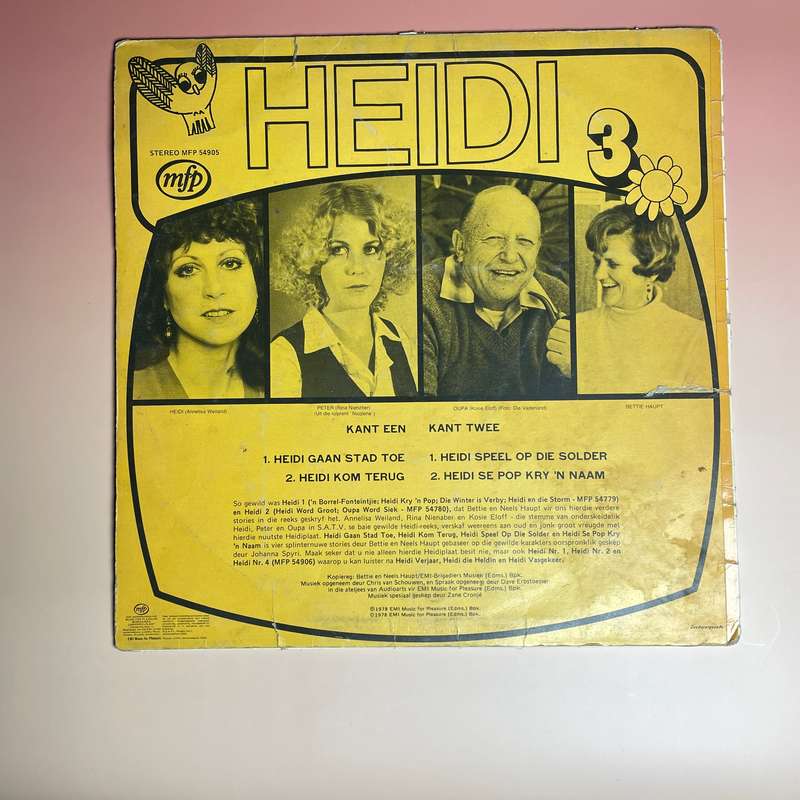 HEIDI 3
STEREO MFP 54905
mfp
HEIDI (Annelisa Weiland)
PETER (Rina Nienaber)
(Uit die rolprent
OUPA (Kosie Eloff) (Foto: Die Vaderland)
BETTIE HAUPT
KANT EEN
1. HEIDI GAAN STAD TOE
2. HEIDI KOM TERUG
KANT TWEE
1. HEIDI SPEEL OP DIE SOLDER
2. HEIDI SE POP KRY 'N NAAM
So gewild was Heidi 1 ('n Borrel-Fonteintjie; Heidi Kry 'n Pop; Die Winter is Verby; Heidi en die Storm - MFP 54779)
en Heidi 2 (Heidi Word Groot; Oupa Word Siek - MFP 54780), dat Bettie en Neels Haupt vir ons hierdie verdere
stories in die reeks geskryf het. Annelisa Weiland, Rina Nienaber en Kosie Eloff - die stemme van onderskeidelik
Heidi, Peter en Oupa in S.A.T.V. se baie gewilde Heidi-reeks, verskaf weereens aan oud en jonk groot vreugde met
hierdie nuutste Heidiplaat. Heidi Gaan Stad Toe, Heidi Kom Terug, Heidi Speel Op Die Solder en Heidi Se Pop Kry
'n Naam is vier splinternuwe stories deur Bettie en Neels Haupt gebaseer op die gewilde karakters oorspronklik geskep
deur Johanna Spyri. Maak seker dat u nie alleen hierdie Heidiplaat besit nie, maar ook Heidi Nr. 1, Heidi Nr. 2 en
Heidi Nr. 4 (MFP 54906) waarop u kan luister na Heidi Verjaar, Heidi die Heldin en Heidi Vasgekeer.
Kopiereg: Bettie en Neels Haupt/EMI-Brigadiers Musiek (Edms.) Bpk.
Musiek opgeneem deur Chris van Schouwen, en Spraak opgeneem deur Dave Erastoesser
in die ateljees van Audioarts vir EMI Music for Pleasure (Edms.) Bpk.
Musiek spesiaal geskep deur Zane Cronjé
Ⓟ 1978 EMI Music for Pleasure (Edms.) Bpk.
© 1978 EMI Music for Pleasure (Edms.) Bpk.
mfp
EMI Music for Pleasure